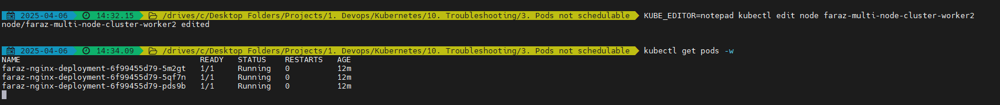 2025-04-06 14:32.15 /drives/c/Desktop Folders/Projects/1. Devops/Kubernetes/10. Troubleshooting/3. Pods not schedulable KUBE_EDITOR=notepad kubectl edit node faraz-multi-node-cluster-worker2
node/faraz-multi-node-cluster-worker2 edited
2025-04-06 14:34.09 /drives/c/Desktop Folders/Projects/1. Devops/Kubernetes/10. Troubleshooting/3. Pods not schedulable kubectl get pods -w
NAME READY STATUS RESTARTS AGE
faraz-nginx-deployment-6f99455d79-5m2gt 1/1 Running 0 12m
faraz-nginx-deployment-6f99455d79-5qf7n 1/1 Running 0 12m
faraz-nginx-deployment-6f99455d79-pds9b 1/1 Running 0 12m